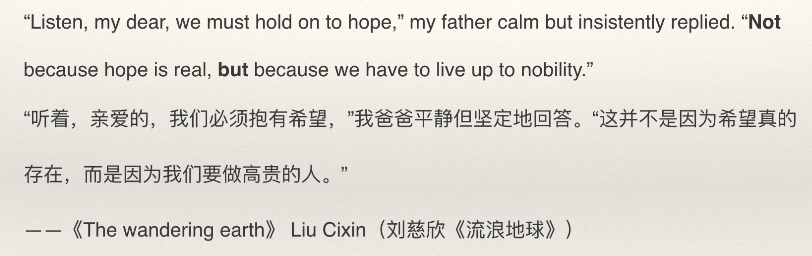 “Listen, my dear, we must hold on to hope,” my father calm but insistently replied. “Not
because hope is real, but because we have to live up to nobility.”
“听着，亲爱的，我们必须抱有希望，”我爸爸平静但坚定地回答。“这并不是因为希望真的
存在，而是因为我们要做高贵的人。”
——《The wandering earth》 Liu Cixin（刘慈欣《流浪地球》）